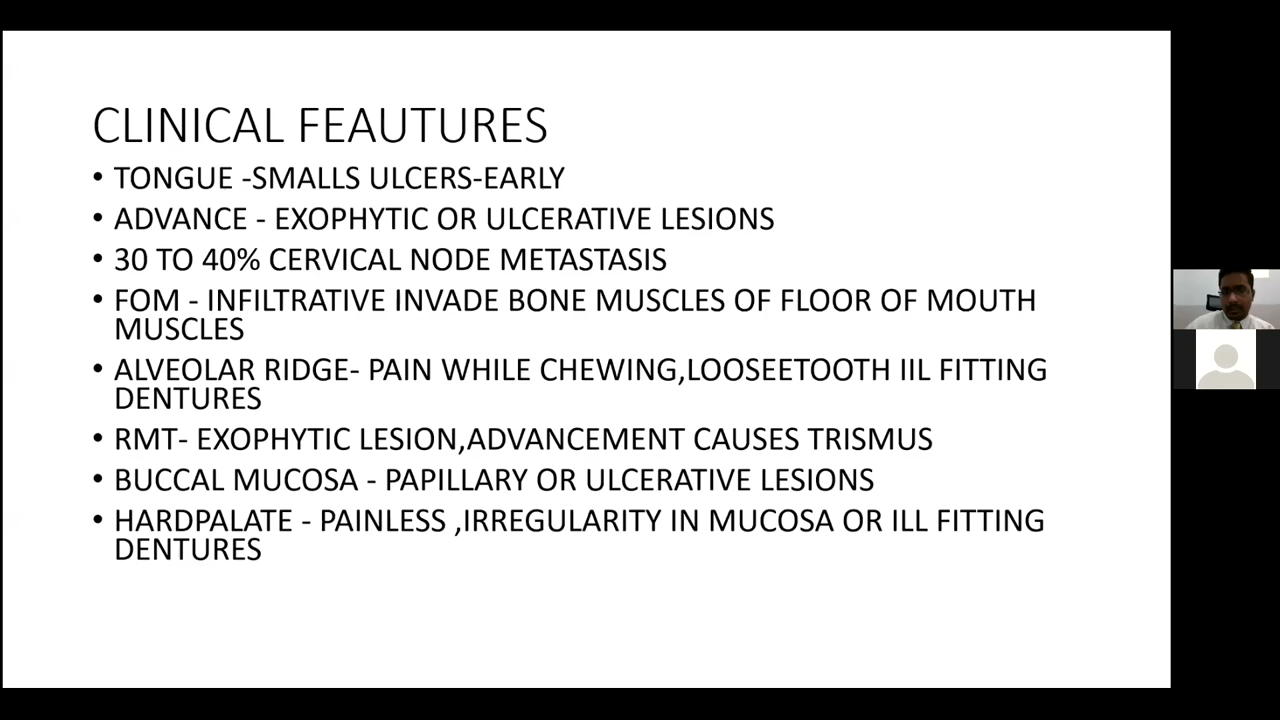 CLINICAL FEAUTURES
• TONGUE -SMALLS ULCERS-EARLY
• ADVANCE - EXOPHYTIC OR ULCERATIVE LESIONS
• 30 TO 40% CERVICAL NODE METASTASIS
• FOM - INFILTRATIVE INVADE BONE MUSCLES OF FLOOR OF MOUTH
MUSCLES
• ALVEOLAR RIDGE- PAIN WHILE CHEWING,LOOSEETOOTH IIL FITTING
DENTURES
• RMT- EXOPHYTIC LESION,ADVANCEMENT CAUSES TRISMUS
• BUCCAL MUCOSA - PAPILLARY OR ULCERATIVE LESIONS
• HARDPALATE - PAINLESS ,IRREGULARITY IN MUCOSA OR ILL FITTING
DENTURES